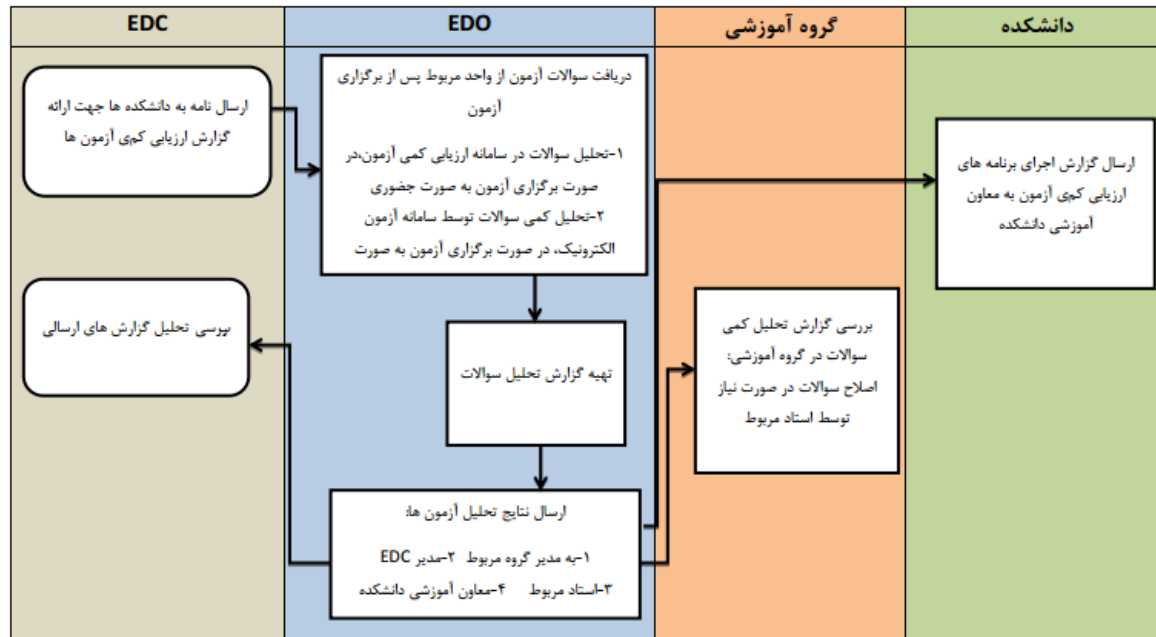 EDC
EDO
گروه آموزشی
دانشکده
ارسال نامه به دانشکده ها جهت ارائه
گزارش ارزیابی کمی آزمون ها
دریافت سوالات آزمون از واحد مربوط پس از برگزاری
آزمون
۱-تحلیل سوالات در سامانه ارزیابی کمی آزمون،در
صورت برگزاری آزمون به صورت حضوری
۲-تحلیل کمی سوالات توسط سامانه آزمون
الکترونیک، در صورت برگزاری آزمون به صورت
ارسال گزارش اجرای برنامه های
ارزیابی کمی آزمون به معاون
آموزشی دانشکده
بررسی تحلیل گزارش های ارسالی
تهیه گزارش تحلیل سوالات
بررسی گزارش تحلیل کمی
سوالات در گروه آموزشی:
اصلاح سوالات در صورت نیاز
توسط استاد مربوط
ارسال نتایج تحلیل آزمون ها:
۱-به مدیر گروه مربوط ۲-مدیر EDC
۳-استاد مربوط ۴-معاون آموزشی دانشکده